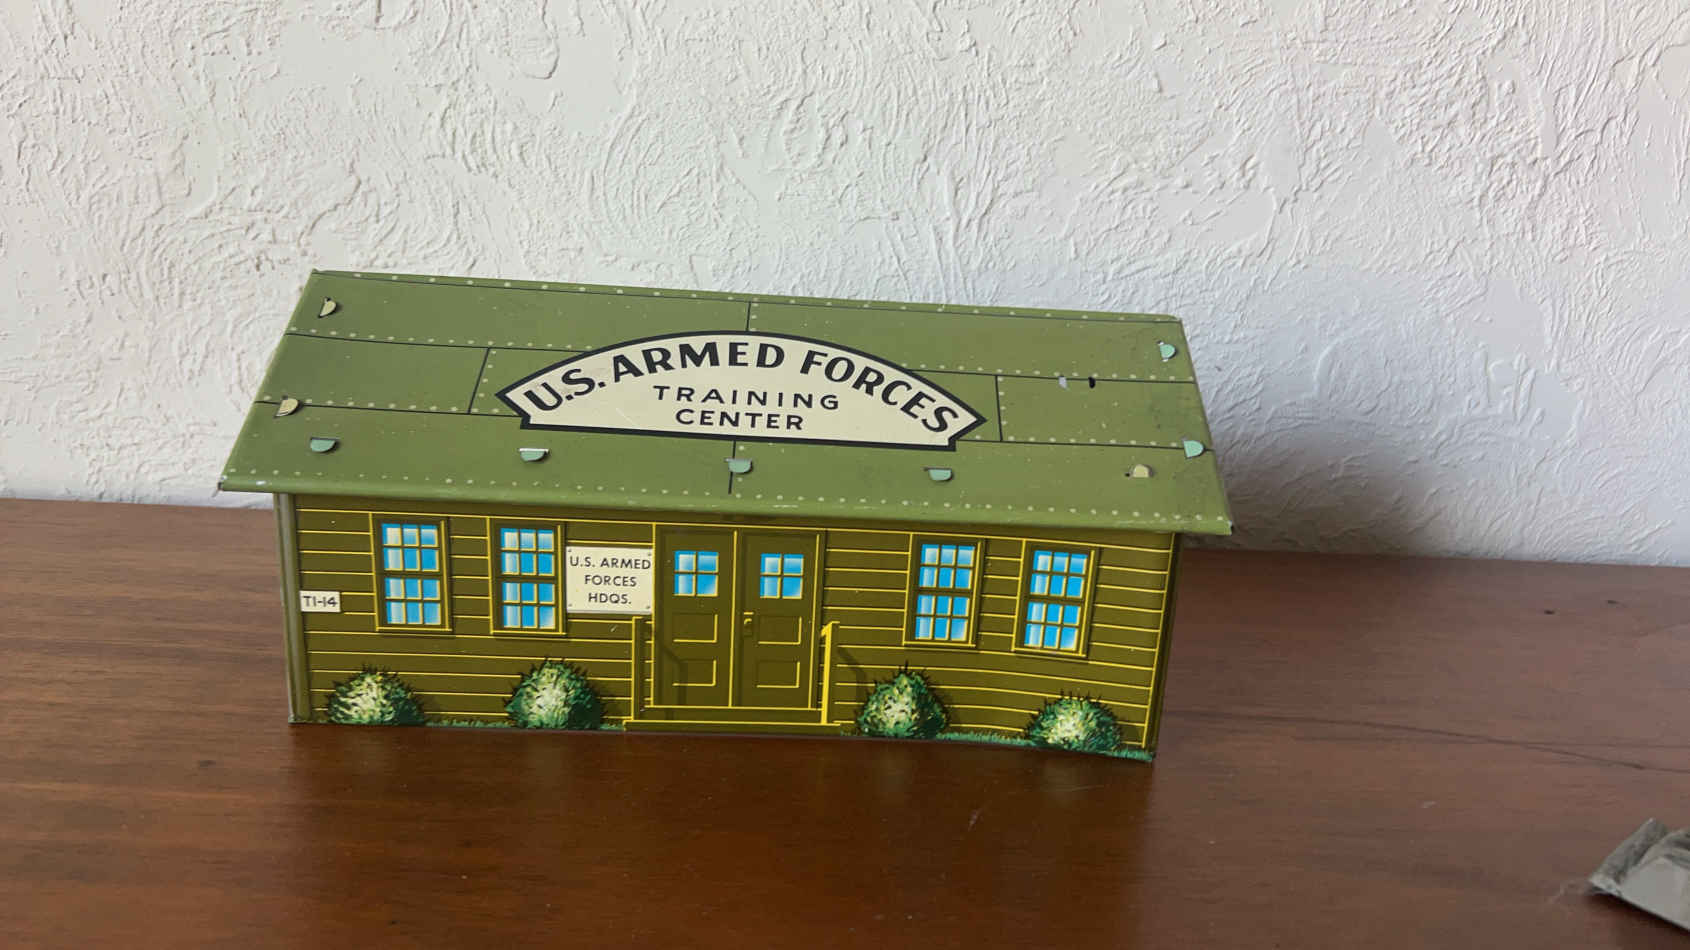 U.S. ARMED FORCES
TRAINING
CENTER
U.S. ARMED
FORCES
HDQS.
T1-14